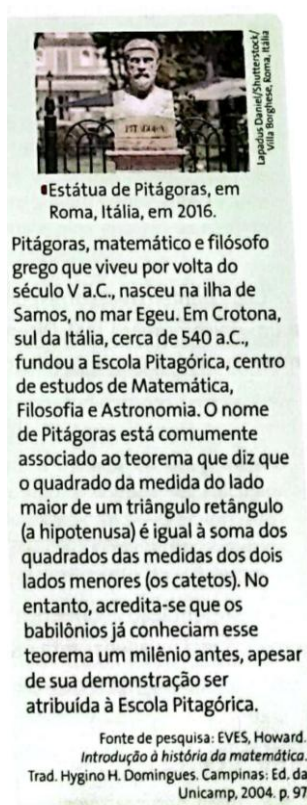 Lapadus Daniel/Shutterstock/
Villa Borghese, Roma, Itália
Estátua de Pitágoras, em
Roma, Itália, em 2016.
Pitágoras, matemático e filósofo
grego que viveu por volta do
século V a.C., nasceu na ilha de
Samos, no mar Egeu. Em Crotona,
sul da Itália, cerca de 540 a.C.,
fundou a Escola Pitagórica, centro
de estudos de Matemática,
Filosofia e Astronomia. O nome
de Pitágoras está comumente
associado ao teorema que diz que
o quadrado da medida do lado
maior de um triângulo retângulo
(a hipotenusa) é igual à soma dos
quadrados das medidas dos dois
lados menores (os catetos). No
entanto, acredita-se que os
babilônios já conheciam esse
teorema um milênio antes, apesar
de sua demonstração ser
atribuída à Escola Pitagórica.
Fonte de pesquisa: EVES, Howard.
Introdução à história da matemática.
Trad. Hygino H. Domingues. Campinas: Ed. da
Unicamp, 2004. p. 97